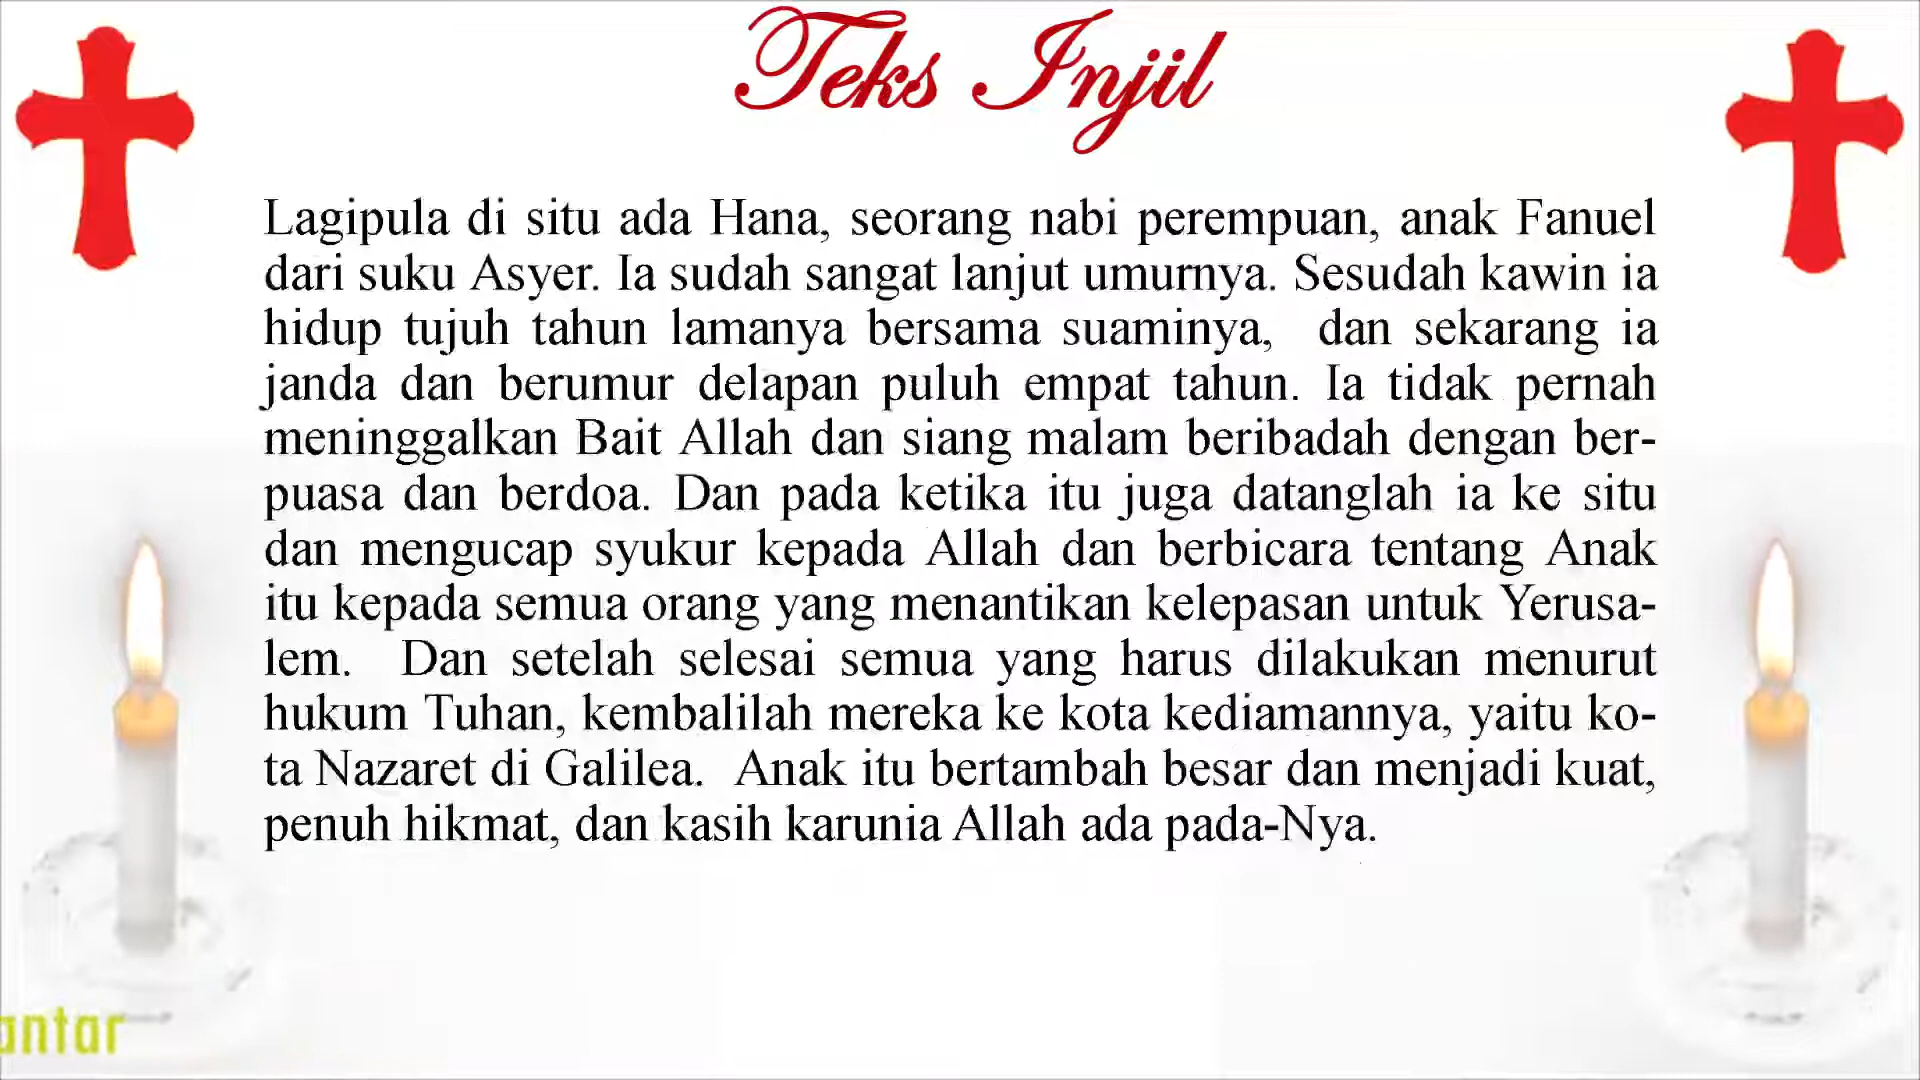 Teks Injil
Lagipula di situ ada Hana, seorang nabi perempuan, anak Fanuel
dari suku Asyer. Ia sudah sangat lanjut umurnya. Sesudah kawin ia
hidup tujuh tahun lamanya bersama suaminya, dan sekarang ia
janda dan berumur delapan puluh empat tahun. Ia tidak pernah
meninggalkan Bait Allah dan siang malam beribadah dengan ber-
puasa dan berdoa. Dan pada ketika itu juga datanglah ia ke situ
dan mengucap syukur kepada Allah dan berbicara tentang Anak
itu kepada semua orang yang menantikan kelepasan untuk Yerusa-
lem. Dan setelah selesai semua yang harus dilakukan menurut
hukum Tuhan, kembalilah mereka ke kota kediamannya, yaitu ko-
ta Nazaret di Galilea. Anak itu bertambah besar dan menjadi kuat,
penuh hikmat, dan kasih karunia Allah ada pada-Nya.
antar